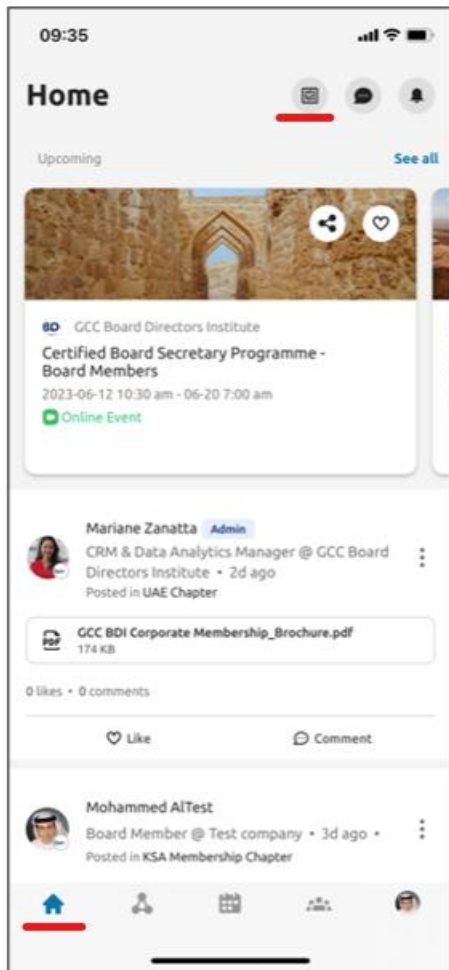 09:35
Home
Upcoming
See all
BD GCC Board Directors Institute
Certified Board Secretary Programme -
Board Members
2023-06-12 10:30 am - 06-20 7:00 am
Online Event
Mariane Zanatta Admin
CRM & Data Analytics Manager @ GCC Board
Directors Institute • 2d ago
Posted in UAE Chapter
PDF GCC BDI Corporate Membership_Brochure.pdf
174 KB
0 likes • 0 comments
Like
Comment
Mohammed AlTest
Board Member @ Test company • 3d ago •
Posted in KSA Membership Chapter